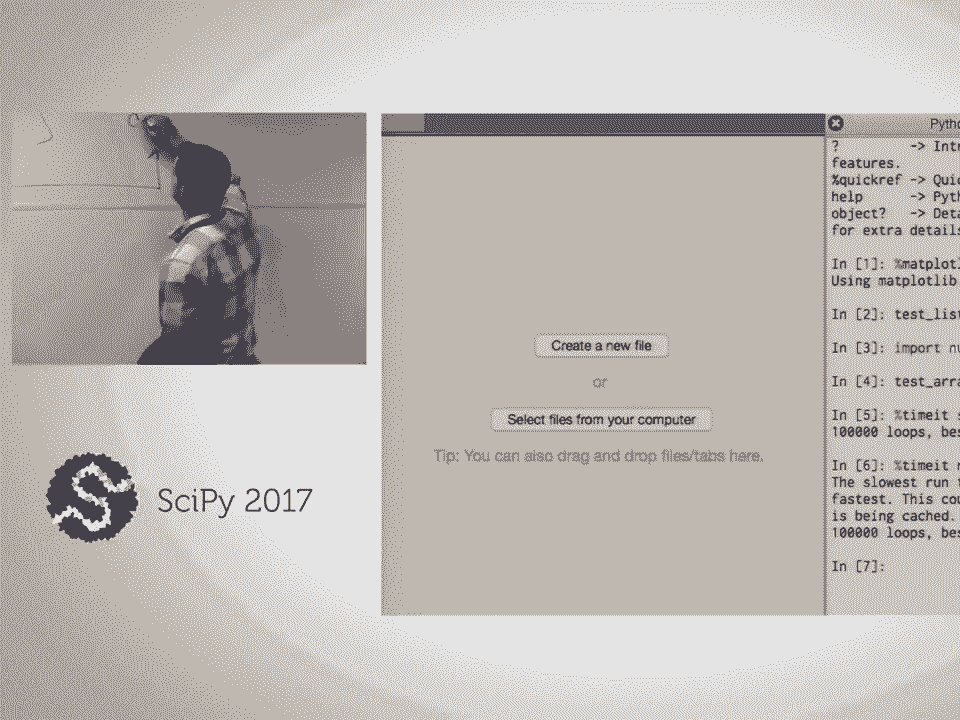 Create a new file
or
Select files from your computer
Tip: You can also drag and drop files/tabs here.
SciPy 2017
Pytho
? -> Intr
features.
%quickref -> Quic
help -> Pyth
object? -> Deta
for extra details
In [1]: %matplotl
Using matplotlib
In [2]: test_list
In [3]: import nu
In [4]: test_arra
In [5]: %timeit s
100000 loops, bes
In [6]: %timeit n
The slowest run t
fastest. This cou
is being cached.
100000 loops, bes
In [7]: